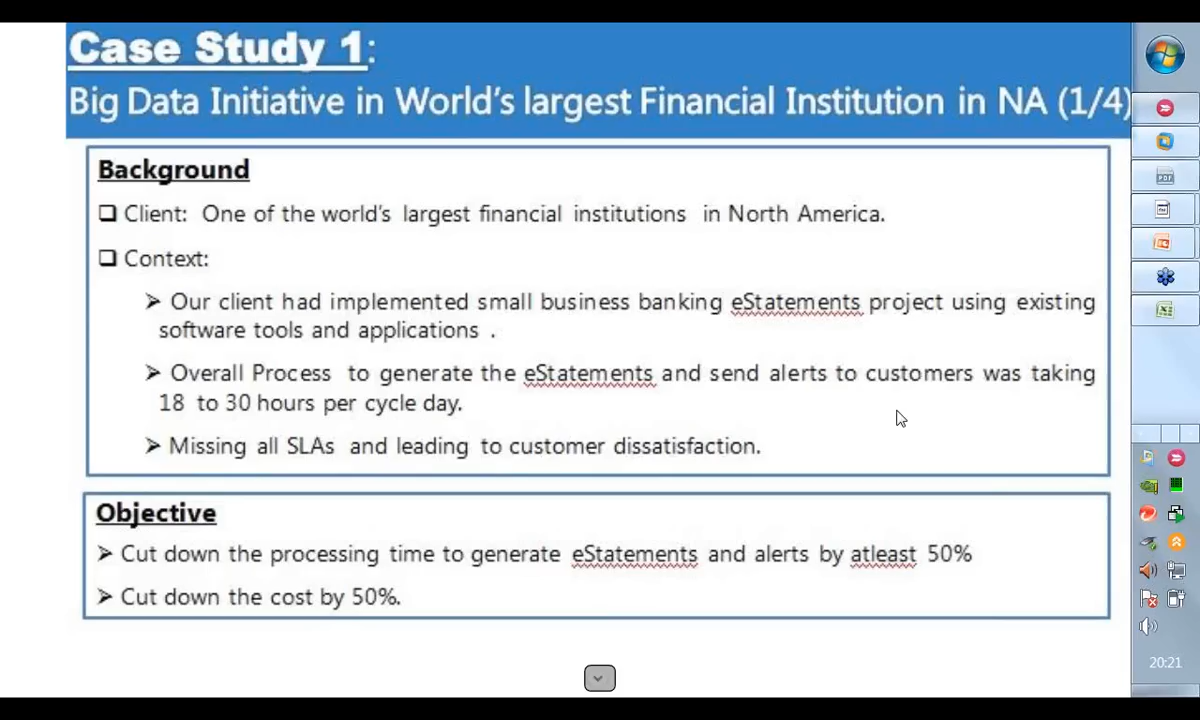 Case Study 1:
Big Data Initiative in World's largest Financial Institution in NA (1/4)
Background
❑ Client: One of the world's largest financial institutions in North America.
❑ Context:
➢ Our client had implemented small business banking eStatements project using existing
software tools and applications .
➢ Overall Process to generate the eStatements and send alerts to customers was taking
18 to 30 hours per cycle day.
➢ Missing all SLAs and leading to customer dissatisfaction.
Objective
➢ Cut down the processing time to generate eStatements and alerts by atleast 50%
➢ Cut down the cost by 50%.
20:21